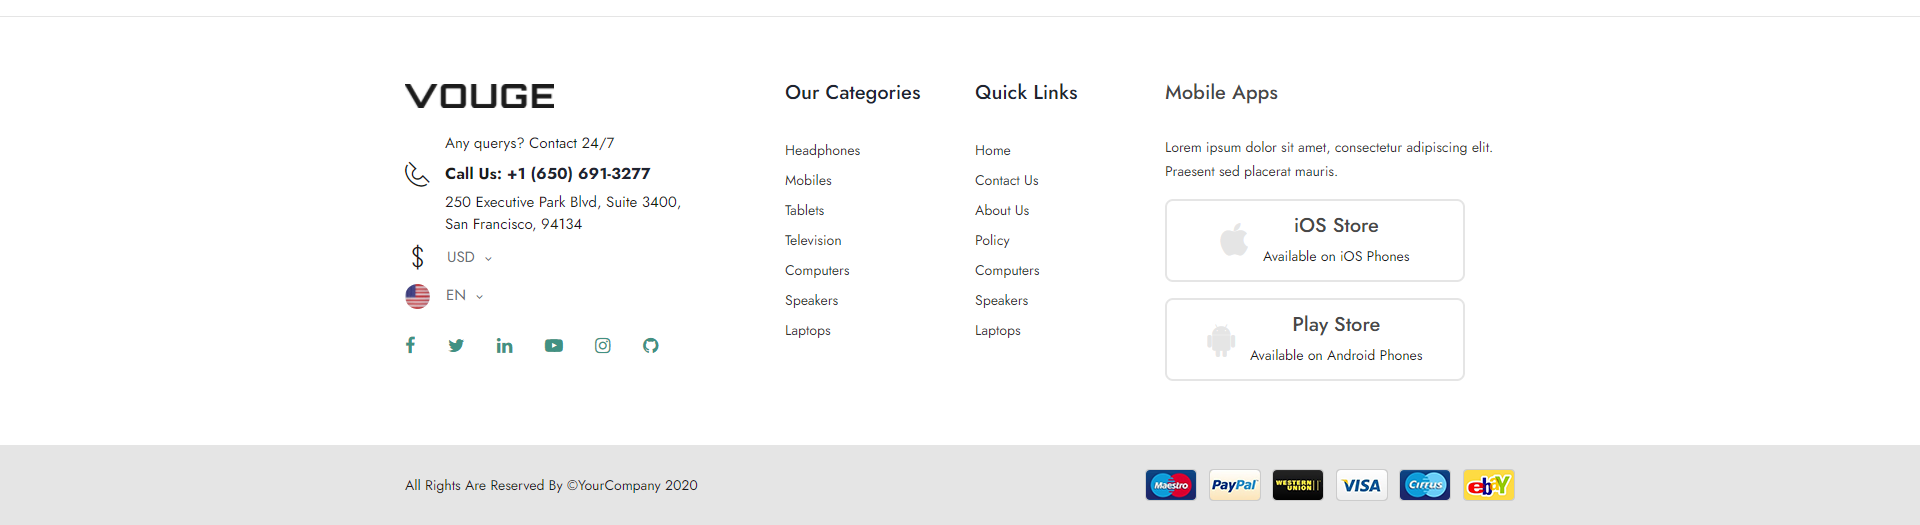 VOUGE
Any querys? Contact 24/7
Call Us: +1 (650) 691-3277
250 Executive Park Blvd, Suite 3400,
San Francisco, 94134
$ USD
EN
Our Categories
Headphones
Mobiles
Tablets
Television
Computers
Speakers
Laptops
Quick Links
Home
Contact Us
About Us
Policy
Computers
Speakers
Laptops
Mobile Apps
Lorem ipsum dolor sit amet, consectetur adipiscing elit.
Praesent sed placerat mauris.
iOS Store
Available on iOS Phones
Play Store
Available on Android Phones
All Rights Are Reserved By ©YourCompany 2020
Maestro
PayPal
WESTERN
UNION
VISA
Cirrus
ebaY